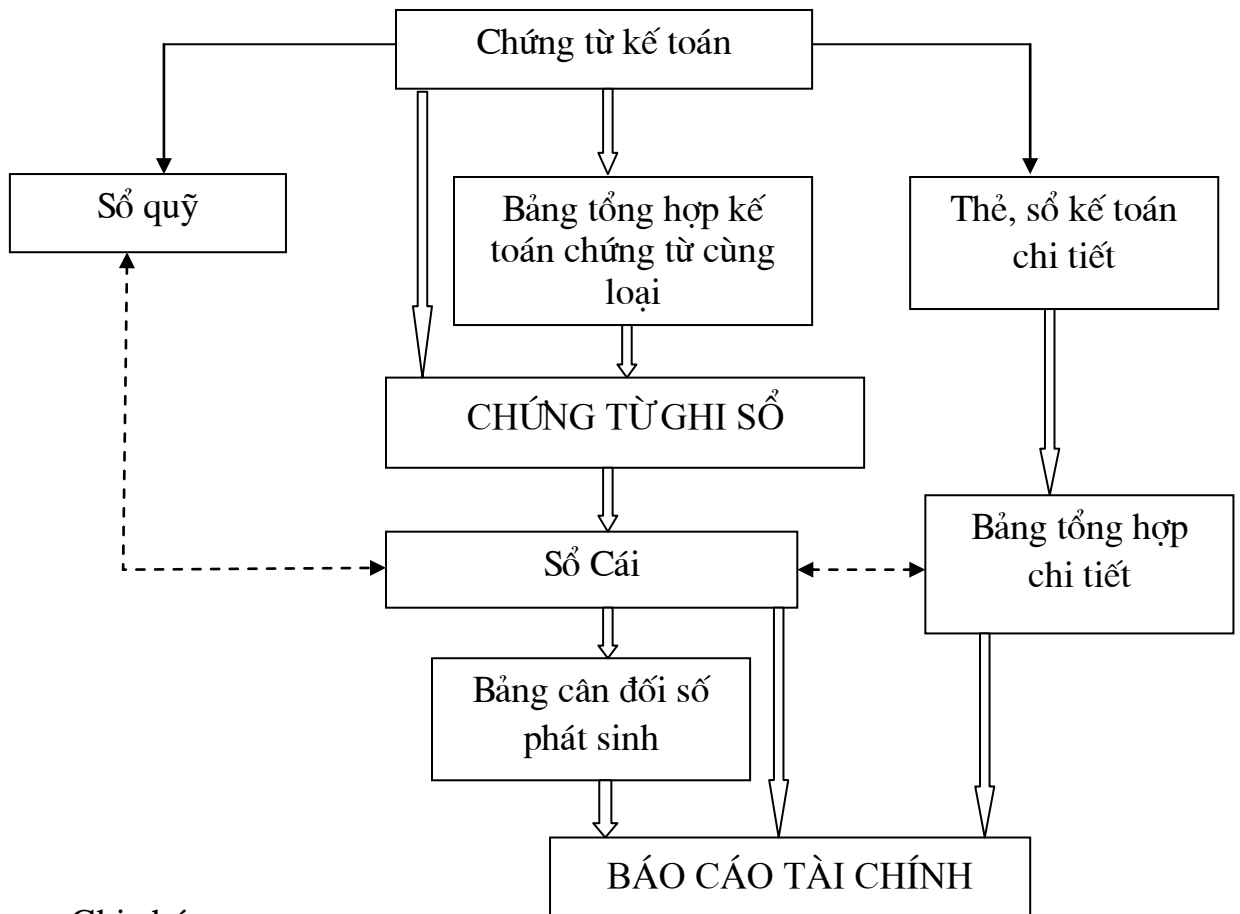 Chứng từ kế toán
Sổ quỹ
Bảng tổng hợp kế
toán chứng từ cùng
loại
Thẻ, sổ kế toán
chi tiết
CHỨNG TỪ GHI SỔ
Sổ Cái
Bảng tổng hợp
chi tiết
Bảng cân đối số
phát sinh
BÁO CÁO TÀI CHÍNH